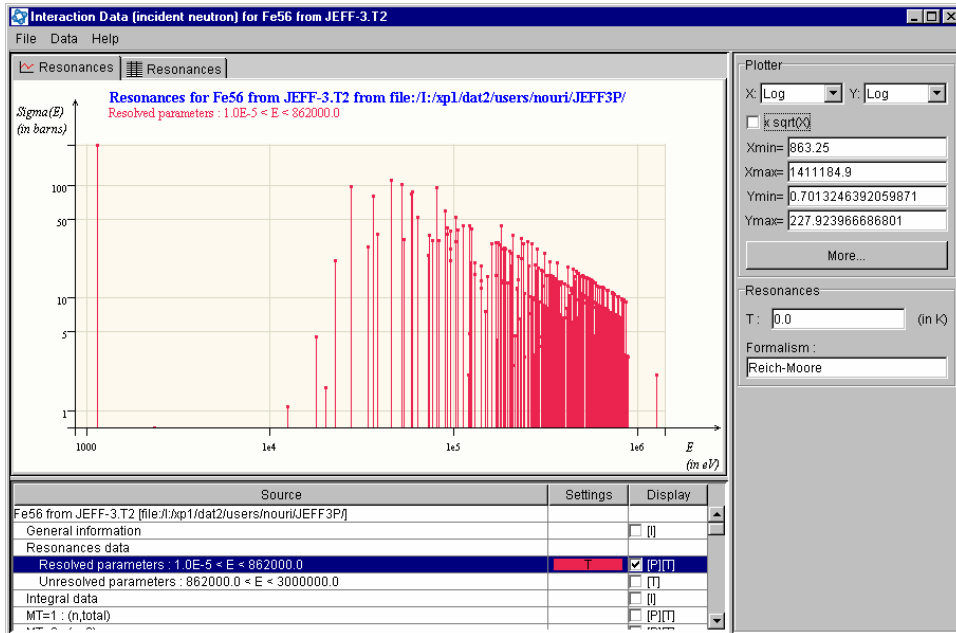 Interaction Data (incident neutron) for Fe56 from JEFF-3.T2
File Data Help
Resonances Resonances
Resonances for Fe56 from JEFF-3.T2 from file:/I:/xp1/dat2/users/nouri/JEFF3P/
Resolved parameters : 1.0E-5 < E < 862000.0
Sigma(E)
(in barns)
100
50
10
5
1
1000 1e4 1e5 1e6 E
(in eV)
Plotter
X: Log Y: Log
x sqrt(X)
Xmin= 863.25
Xmax= 1411184.9
Ymin= 0.7013246392059871
Ymax= 227.923966686801
More...
Resonances
T : 0.0 (in K)
Formalism :
Reich-Moore
Source Settings Display
Fe56 from JEFF-3.T2 [file:/I:/xp1/dat2/users/nouri/JEFF3P/]
General information [I]
Resonances data
Resolved parameters : 1.0E-5 < E < 862000.0 T [P][T]
Unresolved parameters : 862000.0 < E < 3000000.0 [T]
Integral data [I]
MT=1 : (n,total) [P][T]